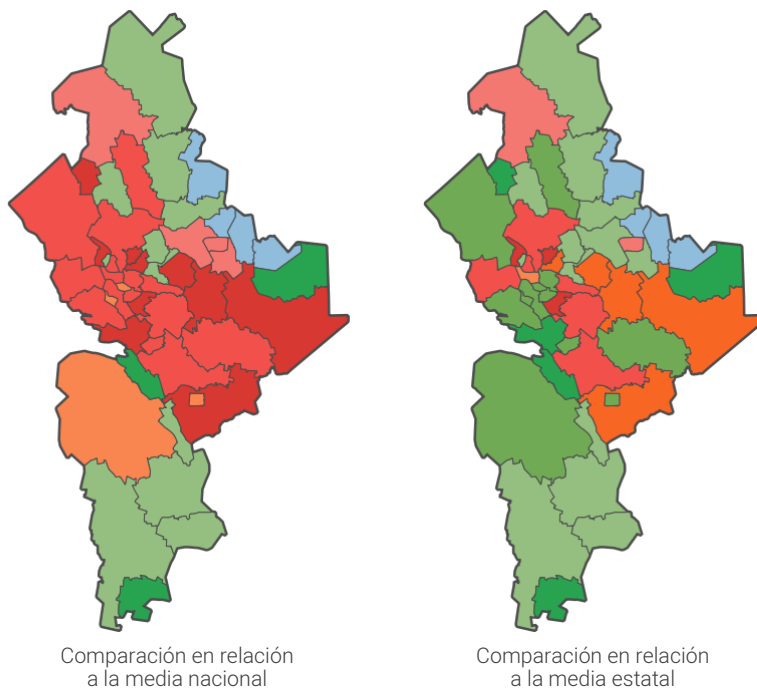 Comparación en relación
a la media nacional
Comparación en relación
a la media estatal